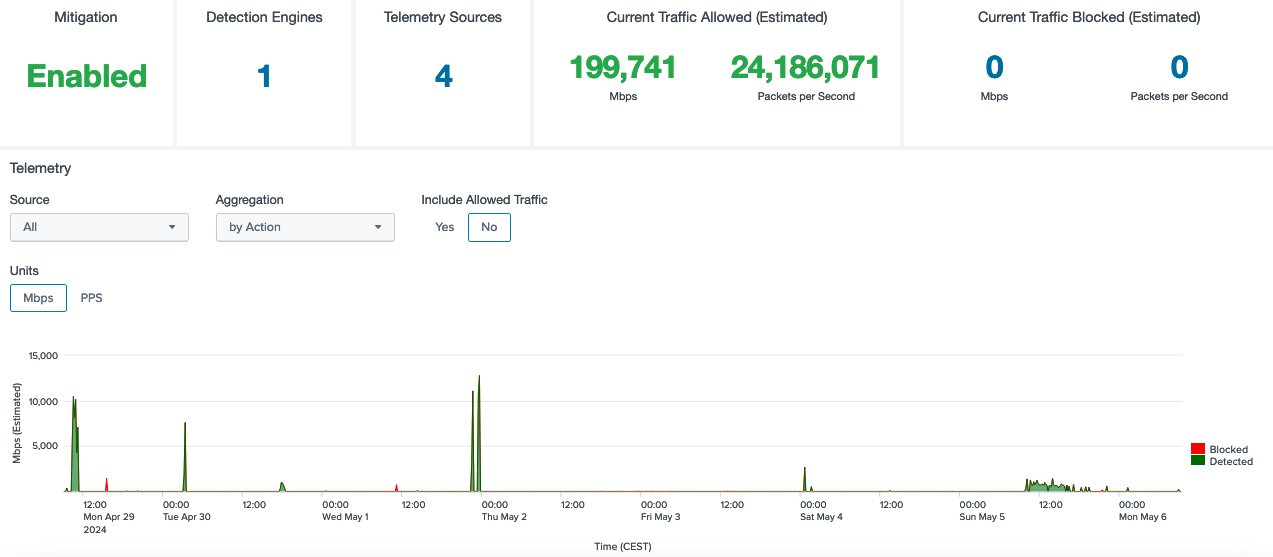 Mitigation
Detection Engines
Telemetry Sources
Current Traffic Allowed (Estimated)
Current Traffic Blocked (Estimated)
Enabled
1
4
199,741
24,186,071
0
0
Mbps
Packets per Second
Mbps
Packets per Second
Telemetry
Source
Aggregation
Include Allowed Traffic
All
by Action
Yes
No
Units
Mbps
PPS
15,000
10,000
5,000
Mbps (Estimated)
Blocked
Detected
12:00 00:00 12:00 00:00 12:00 00:00 12:00 00:00 12:00 00:00 12:00 00:00 12:00 00:00
Mon Apr 29 Tue Apr 30 Wed May 1 Thu May 2 Fri May 3 Sat May 4 Sun May 5 Mon May 6
2024
Time (CEST)